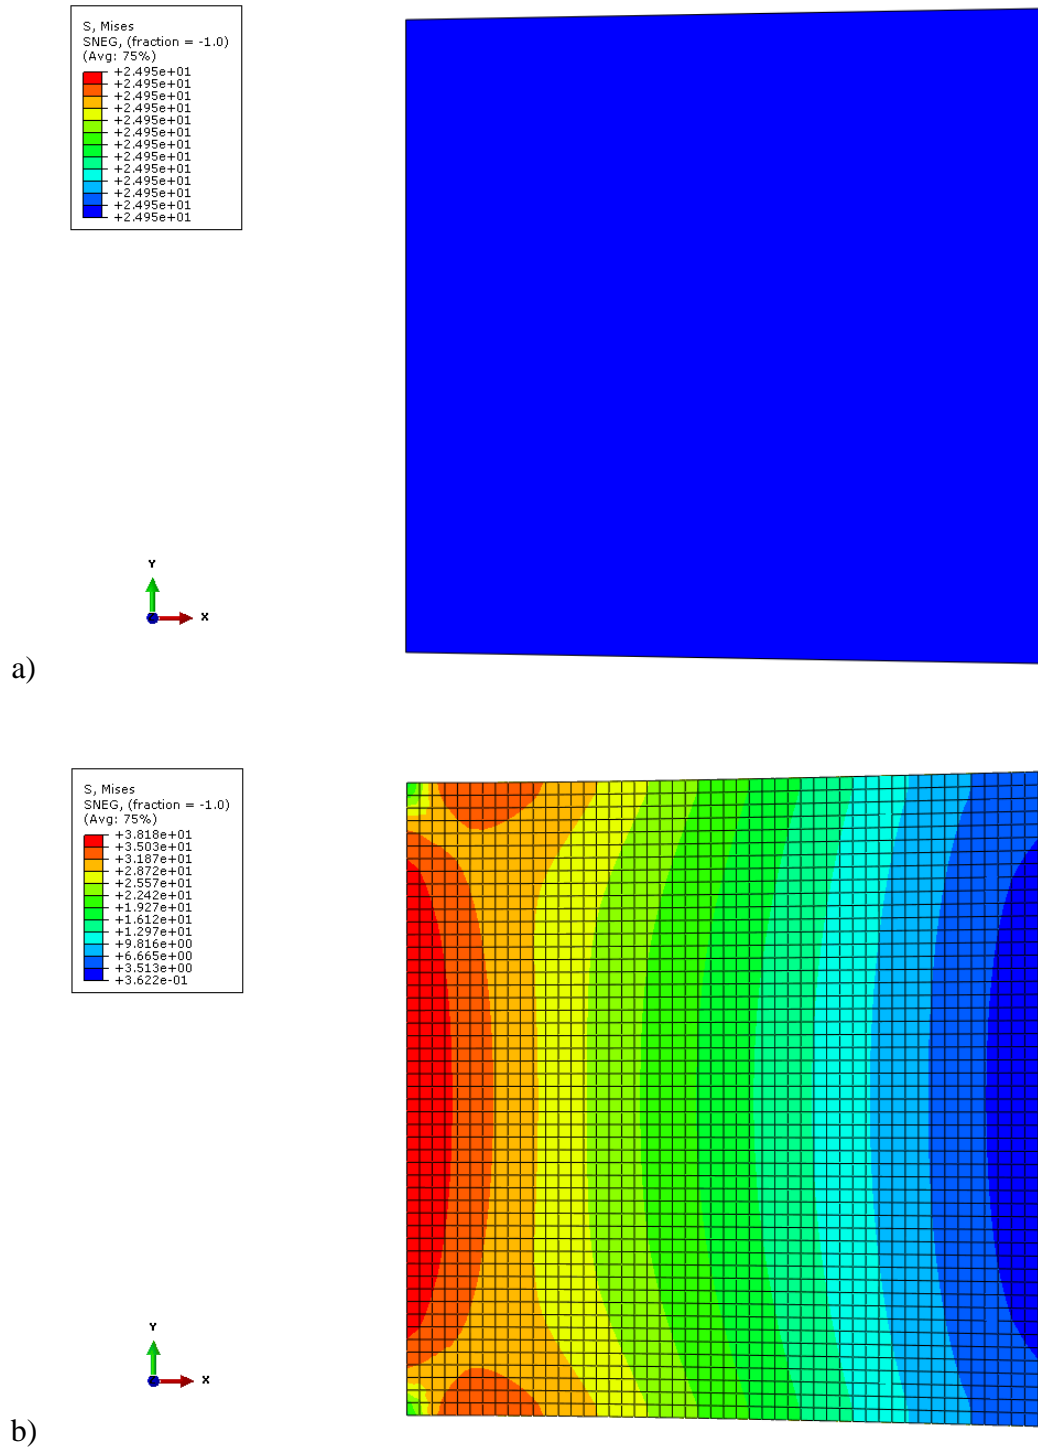 S, Mises
SNEG, (fraction = -1.0)
(Avg: 75%)
+2.495e+01
+2.495e+01
+2.495e+01
+2.495e+01
+2.495e+01
+2.495e+01
+2.495e+01
+2.495e+01
+2.495e+01
+2.495e+01
+2.495e+01
+2.495e+01
+2.495e+01
Y
X
a)
S, Mises
SNEG, (fraction = -1.0)
(Avg: 75%)
+3.818e+01
+3.503e+01
+3.187e+01
+2.872e+01
+2.557e+01
+2.242e+01
+1.927e+01
+1.612e+01
+1.297e+01
+9.816e+00
+6.665e+00
+3.513e+00
+3.622e-01
Y
X
b)